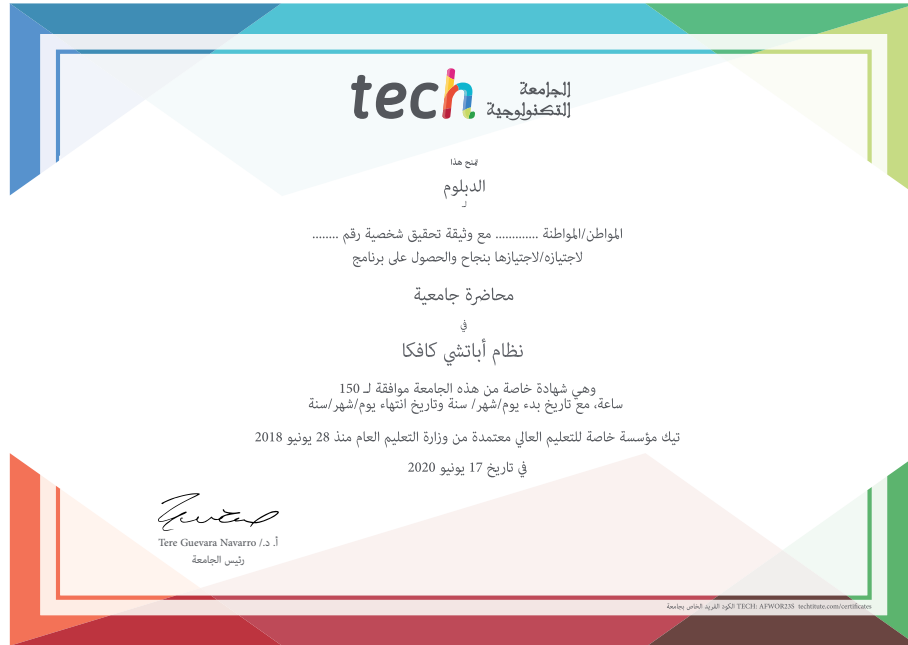 tech الجامعة
التكنولوجية
يمنح هذا
الدبلوم
لـ
المواطن/المواطنة ............. مع وثيقة تحقيق شخصية رقم ........
لاجتيازه/لاجتيازها بنجاح والحصول على برنامج
محاضرة جامعية
في
نظام أباتشي كافكا
وهي شهادة خاصة من هذه الجامعة موافقة لـ 150
ساعة، مع تاريخ بدء يوم/شهر/ سنة وتاريخ انتهاء يوم/شهر/سنة
تيك مؤسسة خاصة للتعليم العالي معتمدة من وزارة التعليم العام منذ 28 يونيو 2018
في تاريخ 17 يونيو 2020
أ. د./ Tere Guevara Navarro
رئيس الجامعة
الكود الفريد الخاص بجامعة TECH: AFWOR23S techtitute.com/certificates